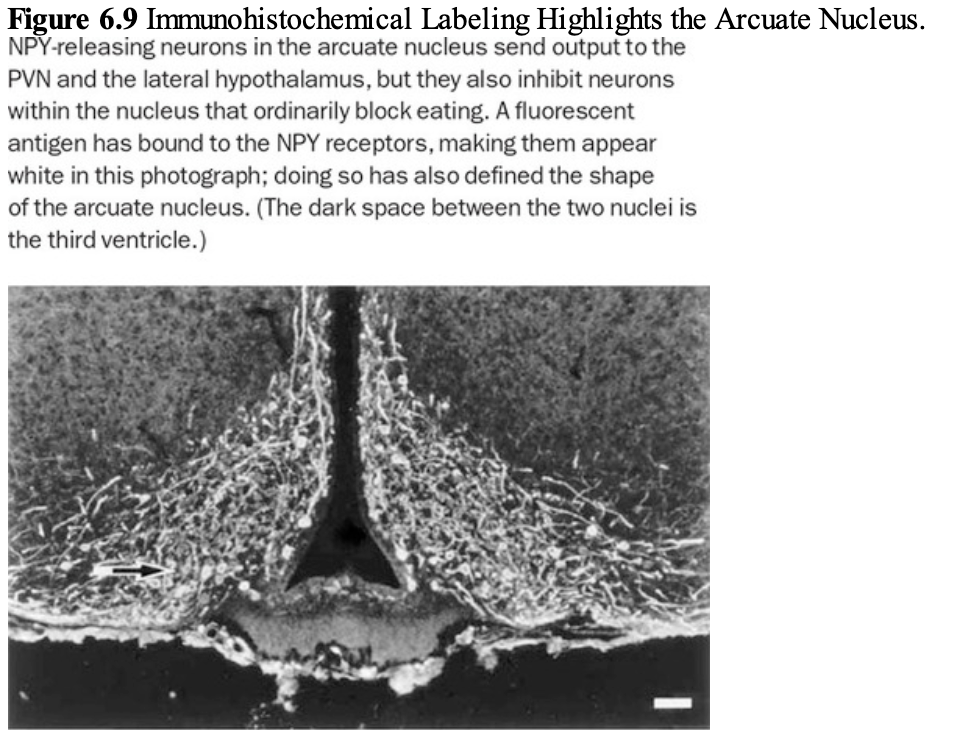 Figure 6.9 Immunohistochemical Labeling Highlights the Arcuate Nucleus.
NPY-releasing neurons in the arcuate nucleus send output to the
PVN and the lateral hypothalamus, but they also inhibit neurons
within the nucleus that ordinarily block eating. A fluorescent
antigen has bound to the NPY receptors, making them appear
white in this photograph; doing so has also defined the shape
of the arcuate nucleus. (The dark space between the two nuclei is
the third ventricle.)